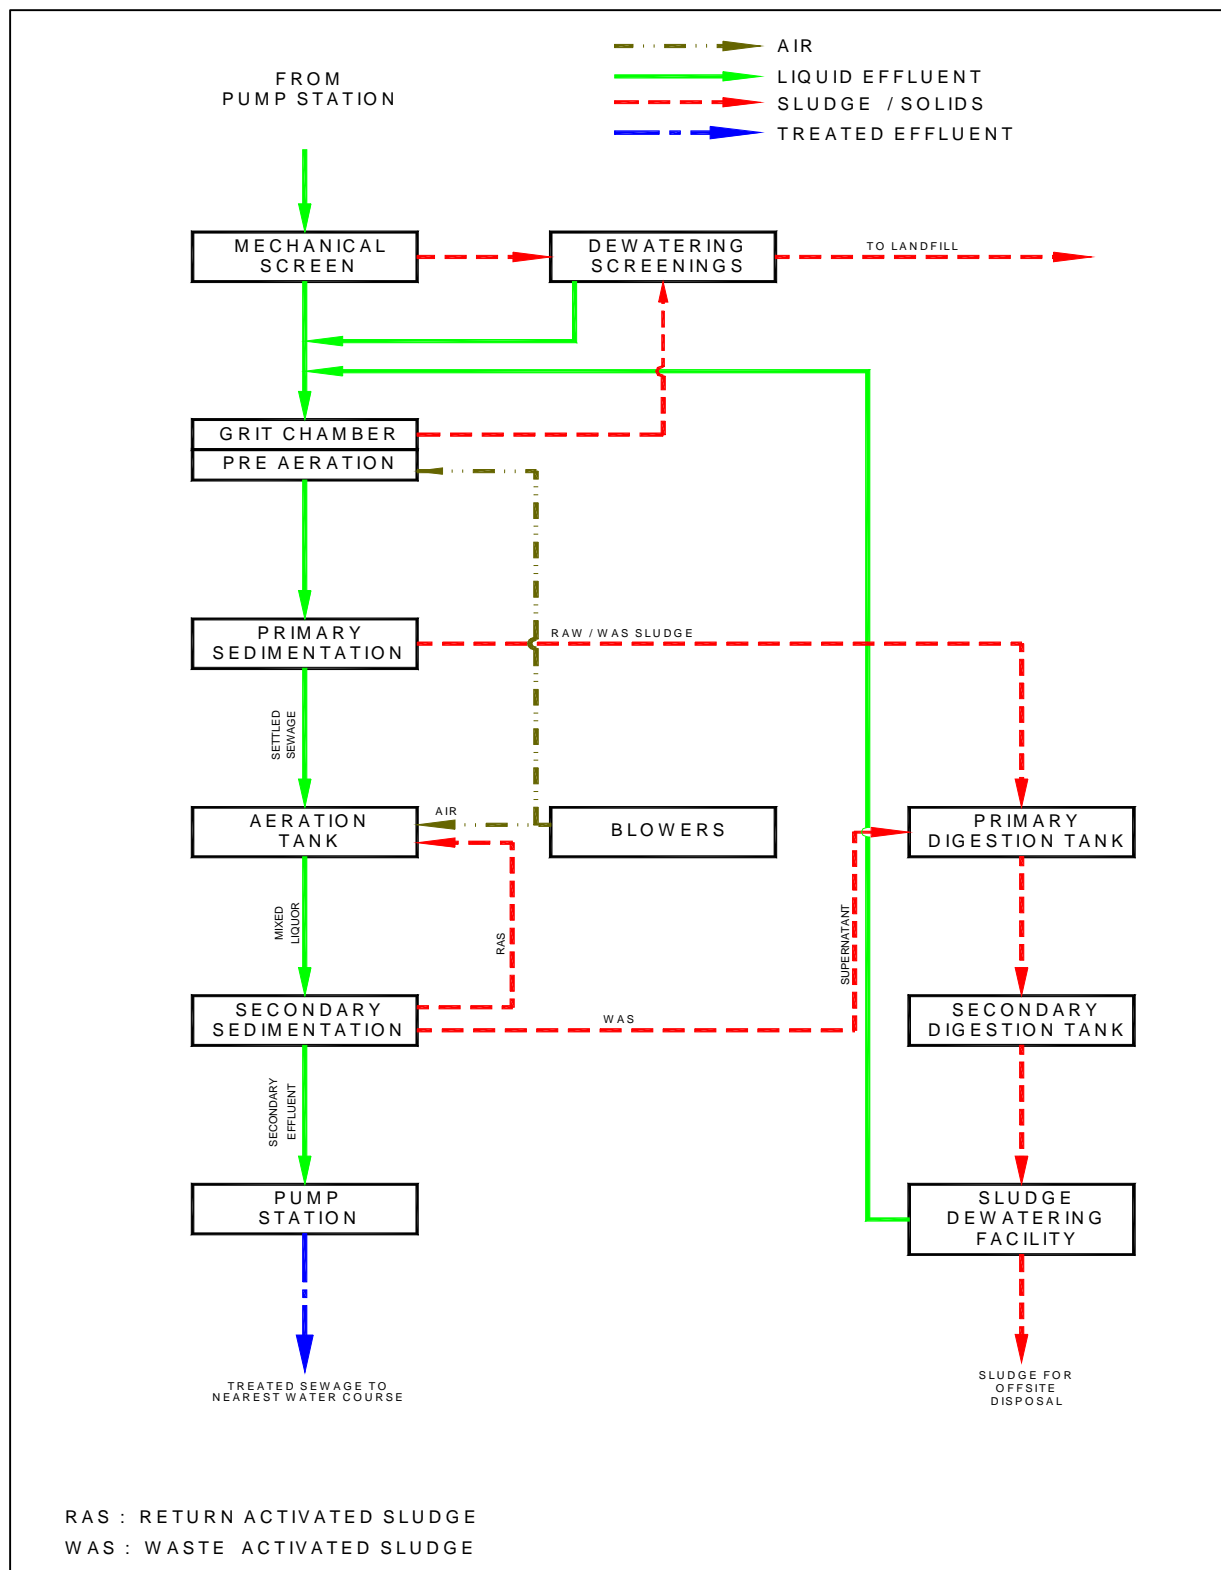 AIR
LIQUID EFFLUENT
SLUDGE / SOLIDS
TREATED EFFLUENT
FROM
PUMP STATION
MECHANICAL
SCREEN
DEWATERING
SCREENINGS
TO LANDFILL
GRIT CHAMBER
PRE AERATION
PRIMARY
SEDIMENTATION
RAW / WAS SLUDGE
SETTLED
SEWAGE
AERATION
TANK
AIR
BLOWERS
PRIMARY
DIGESTION TANK
MIXED
LIQUOR
RAS
SUPERNATANT
SECONDARY
SEDIMENTATION
WAS
SECONDARY
DIGESTION TANK
SECONDARY
EFFLUENT
PUMP
STATION
SLUDGE
DEWATERING
FACILITY
TREATED SEWAGE TO
NEAREST WATER COURSE
SLUDGE FOR
OFFSITE
DISPOSAL
RAS : RETURN ACTIVATED SLUDGE
WAS : WASTE ACTIVATED SLUDGE